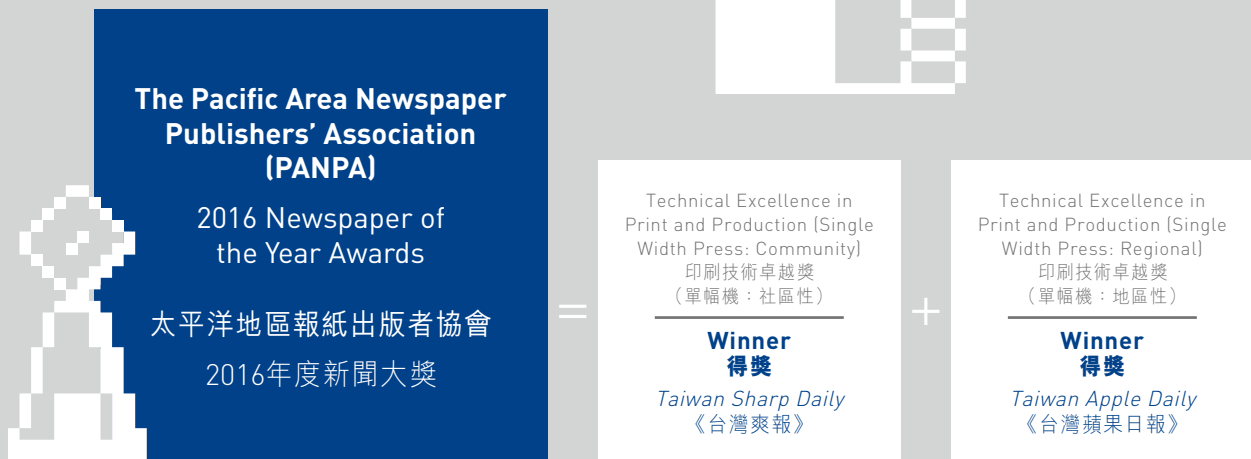 The Pacific Area Newspaper
Publishers’ Association
(PANPA)
2016 Newspaper of
the Year Awards
太平洋地區報紙出版者協會
2016年度新聞大獎
=
Technical Excellence in
Print and Production (Single
Width Press: Community)
印刷技術卓越獎
（單幅機：社區性）
Winner
得獎
Taiwan Sharp Daily
《台灣爽報》
+
Technical Excellence in
Print and Production (Single
Width Press: Regional)
印刷技術卓越獎
（單幅機：地區性）
Winner
得獎
Taiwan Apple Daily
《台灣蘋果日報》